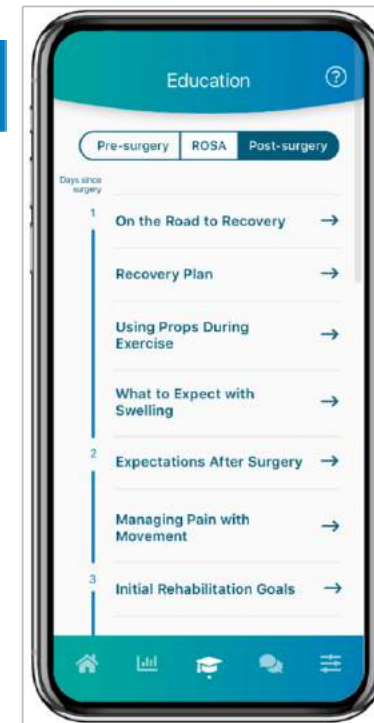 Education
?
Pre-surgery ROSA Post-surgery
Days since
surgery
1
On the Road to Recovery
Recovery Plan
Using Props During
Exercise
What to Expect with
Swelling
2
Expectations After Surgery
Managing Pain with
Movement
3
Initial Rehabilitation Goals